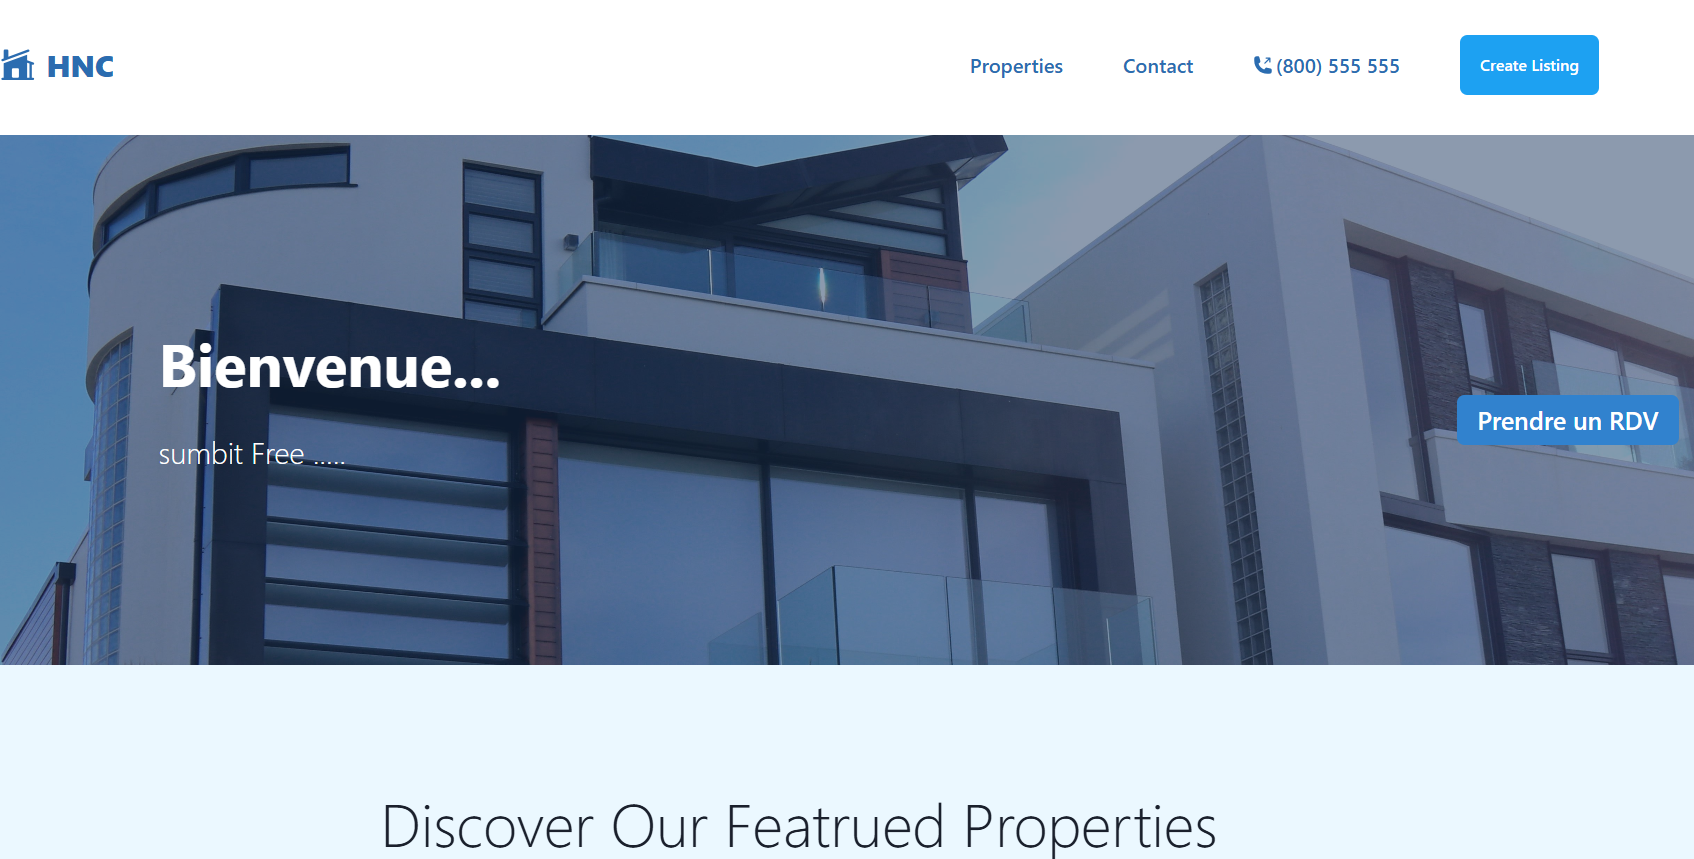 HNC
Properties
Contact
(800) 555 555
Create Listing
Bienvenue...
Prendre un RDV
sumbit Free .....
Discover Our Featrued Properties